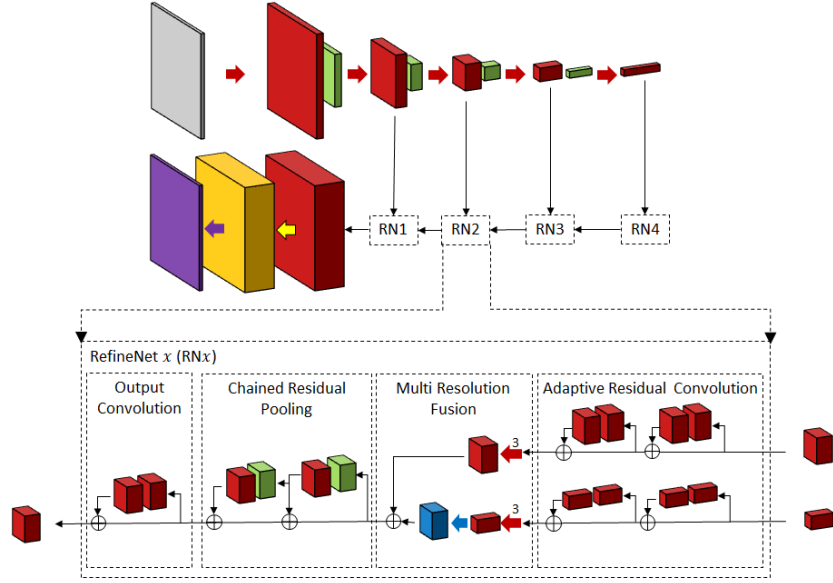 RN1
RN2
RN3
RN4
RefineNet x (RNx)
Output
Convolution
Chained Residual
Pooling
Multi Resolution
Fusion
Adaptive Residual Convolution
3
3